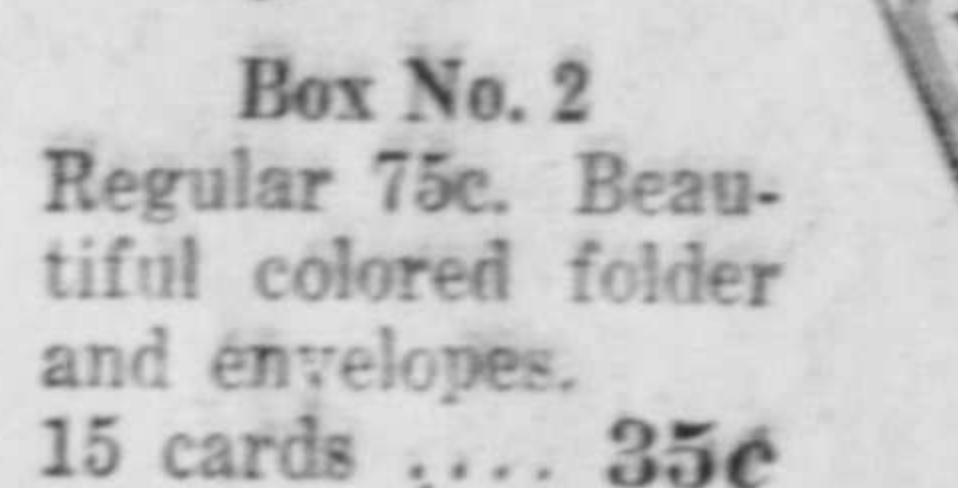 Box No. 2
Regular 75c. Beau-
tiful colored folder
and envelopes.
15 cards .... 35¢